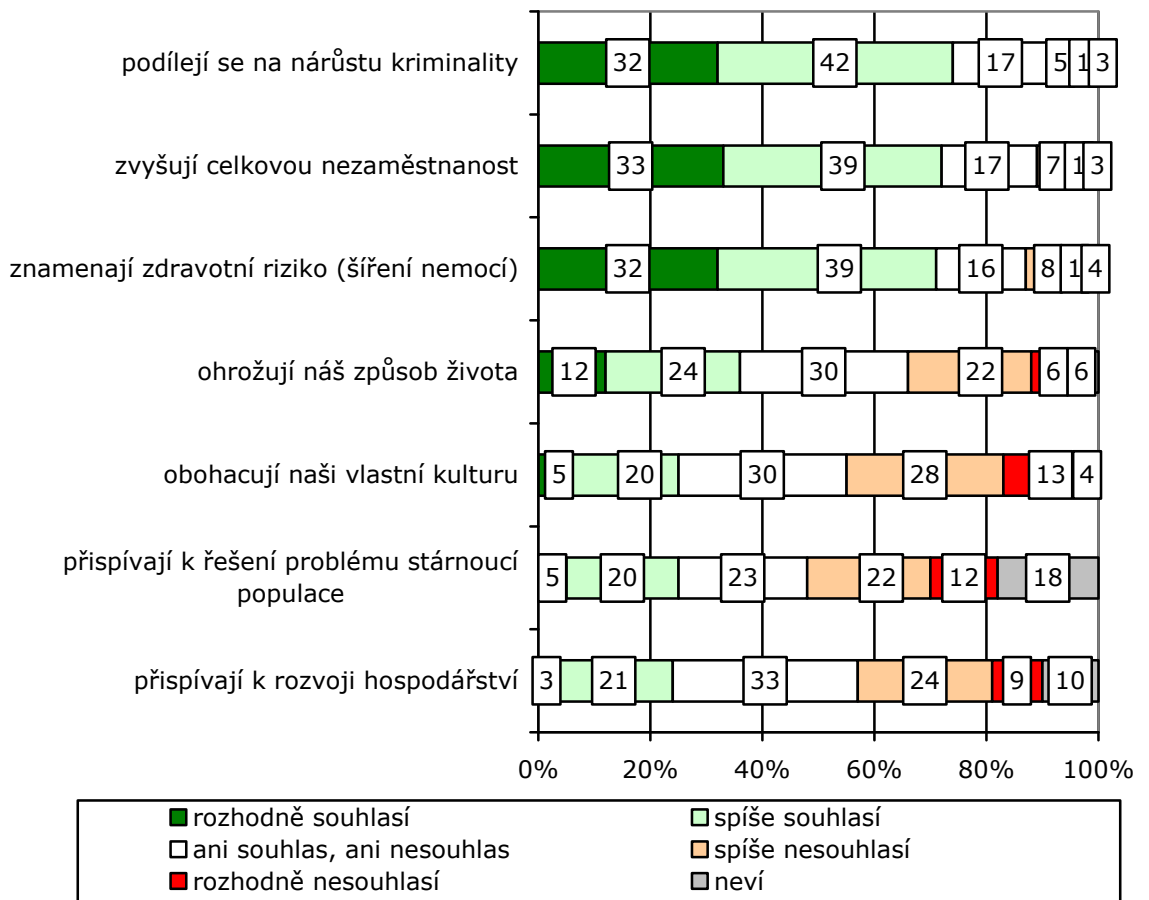 podílejí se na nárůstu kriminality 32 42 17 5 1 3
zvyšují celkovou nezaměstnanost 33 39 17 7 1 3
znamenají zdravotní riziko (šíření nemocí) 32 39 16 8 1 4
ohrožují náš způsob života 12 24 30 22 6 6
obohacují naši vlastní kulturu 5 20 30 28 13 4
přispívají k řešení problému stárnoucí
populace 5 20 23 22 12 18
přispívají k rozvoji hospodářství 3 21 33 24 9 10
0% 20% 40% 60% 80% 100%
rozhodně souhlasí spíše souhlasí
ani souhlas, ani nesouhlas spíše nesouhlasí
rozhodně nesouhlasí neví